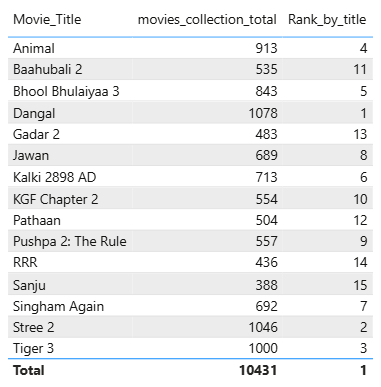 Movie_Title movies_collection_total Rank_by_title
Animal 913 4
Baahubali 2 535 11
Bhool Bhulaiyaa 3 843 5
Dangal 1078 1
Gadar 2 483 13
Jawan 689 8
Kalki 2898 AD 713 6
KGF Chapter 2 554 10
Pathaan 504 12
Pushpa 2: The Rule 557 9
RRR 436 14
Sanju 388 15
Singham Again 692 7
Stree 2 1046 2
Tiger 3 1000 3
Total 10431 1